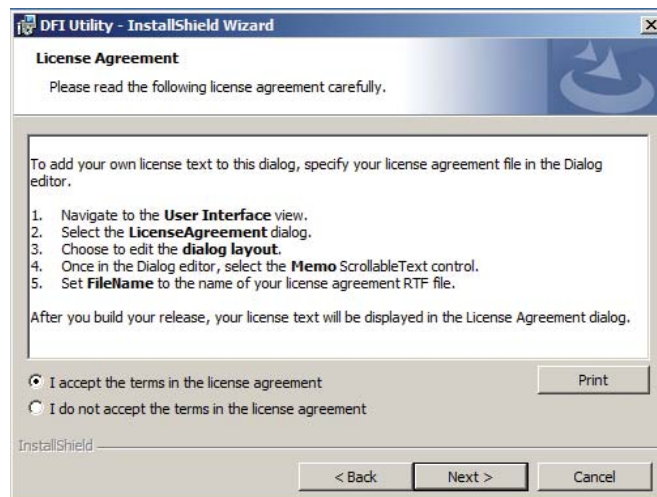 DFI Utility - InstallShield Wizard
License Agreement
Please read the following license agreement carefully.
To add your own license text to this dialog, specify your license agreement file in the Dialog
editor.
1. Navigate to the User Interface view.
2. Select the LicenseAgreement dialog.
3. Choose to edit the dialog layout.
4. Once in the Dialog editor, select the Memo ScrollableText control.
5. Set FileName to the name of your license agreement RTF file.
After you build your release, your license text will be displayed in the License Agreement dialog.
I accept the terms in the license agreement
Print
I do not accept the terms in the license agreement
InstallShield
< Back Next > Cancel